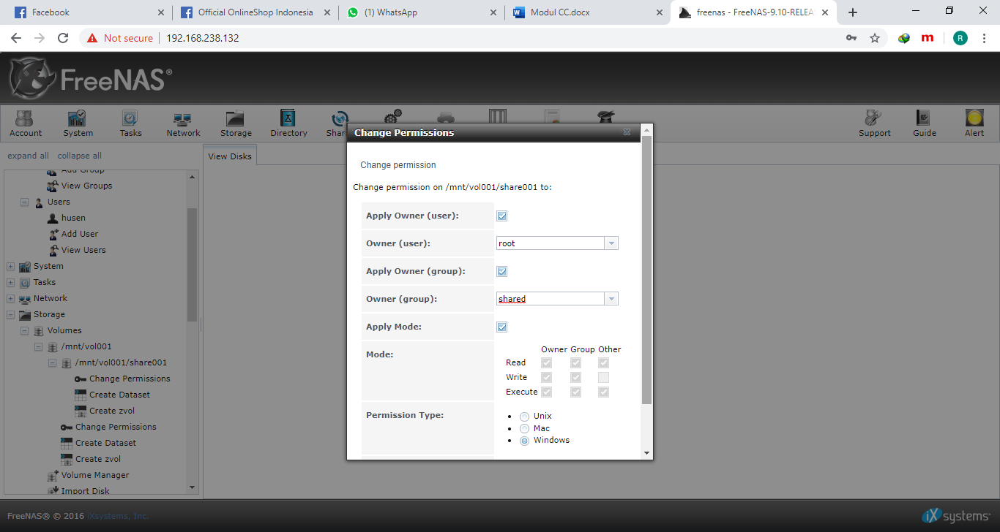 Facebook
Official OnlineShop Indonesia
(1) WhatsApp
Modul CC.docx
freenas - FreeNAS-9.10-RELEA
Not secure
192.168.238.132
m
R
FreeNAS®
Account
System
Tasks
Network
Storage
Directory
Shar
Support
Guide
Alert
expand all
collapse all
View Disks
Add Group
View Groups
Users
husen
Add User
View Users
System
Tasks
Network
Storage
Volumes
/mnt/vol001
/mnt/vol001/share001
Change Permissions
Create Dataset
Create zvol
Change Permissions
Create Dataset
Create zvol
Volume Manager
Import Disk
Change Permissions
Change permission
Change permission on /mnt/vol001/share001 to:
Apply Owner (user):
Owner (user): root
Apply Owner (group):
Owner (group): shared
Apply Mode:
Mode:
Owner Group Other
Read
Write
Execute
Permission Type:
Unix
Mac
Windows
FreeNAS® © 2016 iXsystems, Inc.
iXsystems